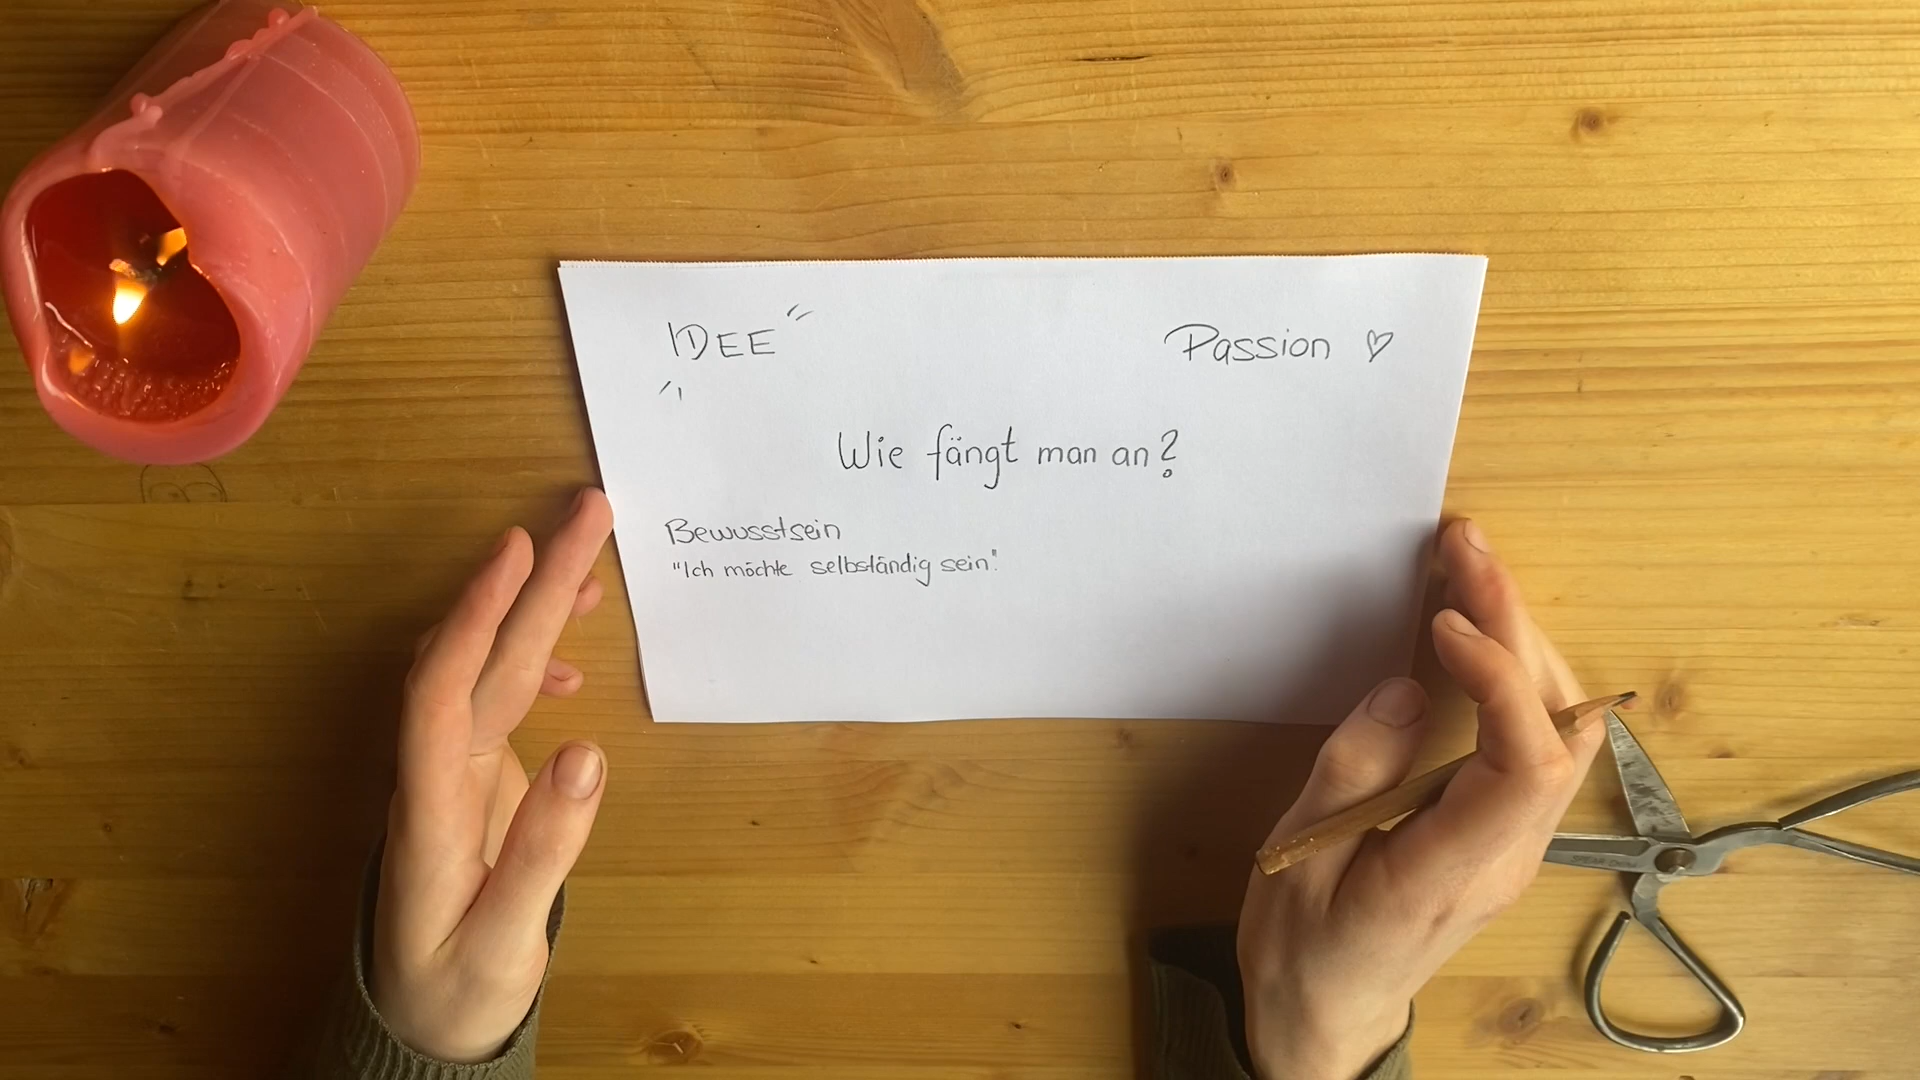 IDEE
Passion ♡
Wie fängt man an?
Bewusstsein
"Ich möchte selbständig sein".